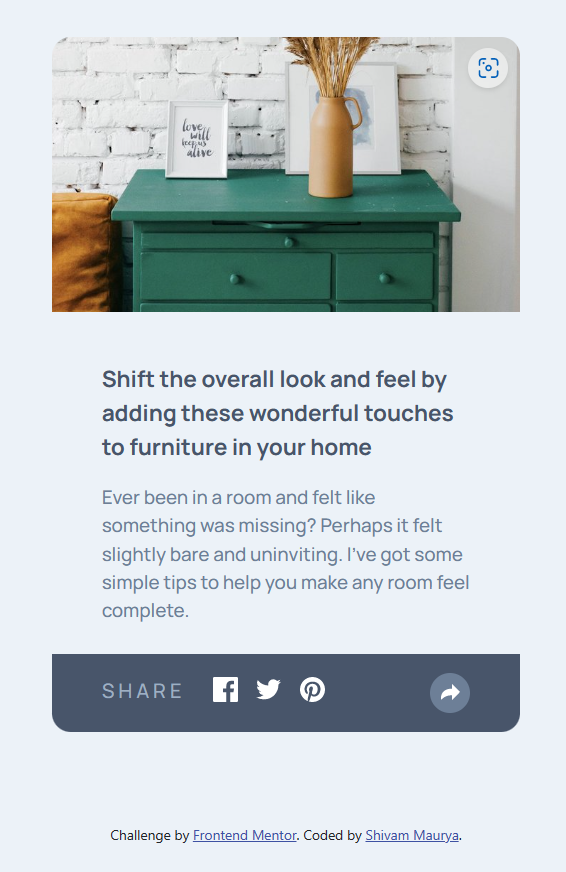 love
will
keep us
alive
Shift the overall look and feel by
adding these wonderful touches
to furniture in your home
Ever been in a room and felt like
something was missing? Perhaps it felt
slightly bare and uninviting. I’ve got some
simple tips to help you make any room feel
complete.
SHARE
Challenge by Frontend Mentor. Coded by Shivam Maurya.